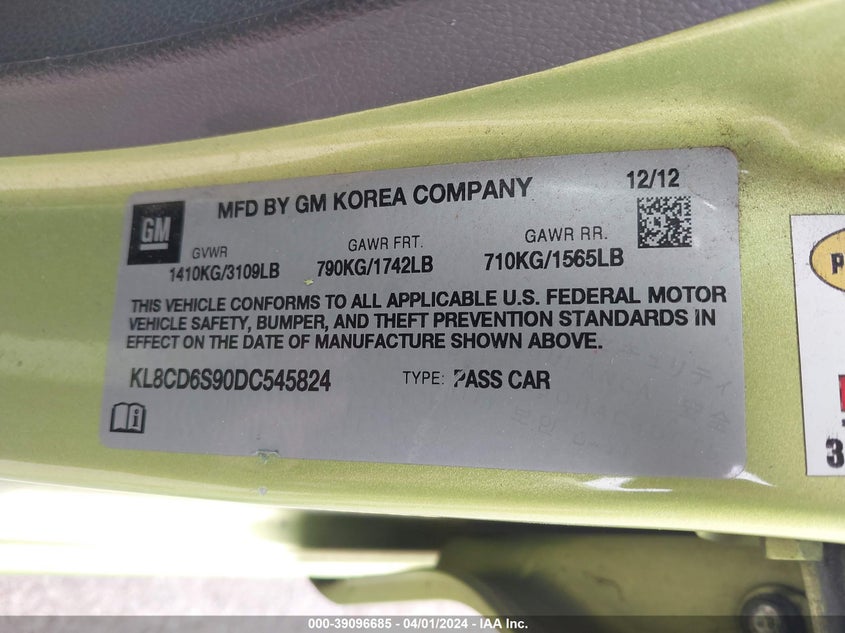 MFD BY GM KOREA COMPANY
12/12
GM
GVWR
1410KG/3109LB
GAWR FRT.
790KG/1742LB
GAWR RR.
710KG/1565LB
THIS VEHICLE CONFORMS TO ALL APPLICABLE U.S. FEDERAL MOTOR
VEHICLE SAFETY, BUMPER, AND THEFT PREVENTION STANDARDS IN
EFFECT ON THE DATE OF MANUFACTURE SHOWN ABOVE.
KL8CD6S90DC545824
TYPE: PASS CAR
000-39096685 - 04/01/2024 - IAA Inc.